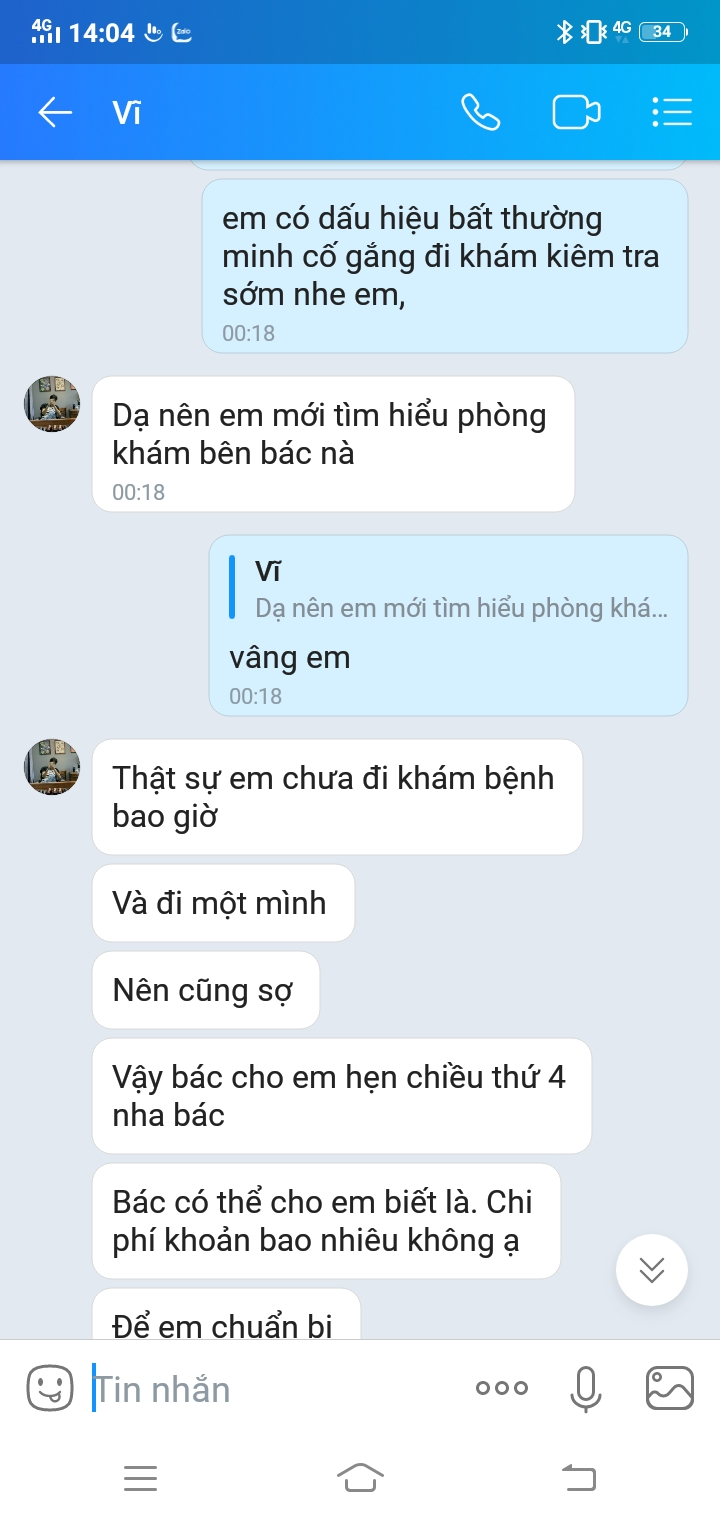 4G 14:04 4G 34
Vĩ
em có dấu hiệu bất thường
minh cố gắng đi khám kiêm tra
sớm nhe em,
00:18
Dạ nên em mới tìm hiểu phòng
khám bên bác nà
00:18
Vĩ
Dạ nên em mới tìm hiểu phòng khá...
vâng em
00:18
Thật sự em chưa đi khám bệnh
bao giờ
Và đi một mình
Nên cũng sợ
Vậy bác cho em hẹn chiều thứ 4
nha bác
Bác có thể cho em biết là. Chi
phí khoản bao nhiêu không ạ
Để em chuẩn bị
Tin nhắn